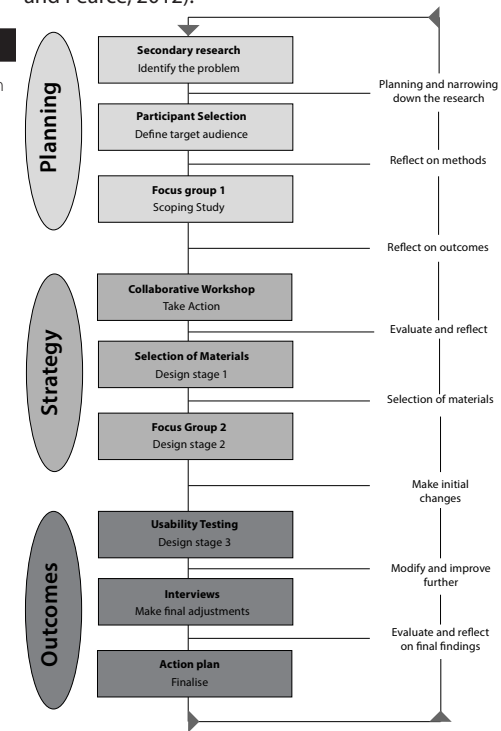 and Pearce, 2012).
n
Planning
Secondary research
Identify the problem
Planning and narrowing
down the research
Participant Selection
Define target audience
Reflect on methods
Focus group 1
Scoping Study
Reflect on outcomes
Strategy
Collaborative Workshop
Take Action
Evaluate and reflect
Selection of Materials
Design stage 1
Selection of materials
Focus Group 2
Design stage 2
Make initial
changes
Outcomes
Usability Testing
Design stage 3
Modify and improve
further
Interviews
Make final adjustments
Evaluate and reflect
on final findings
Action plan
Finalise